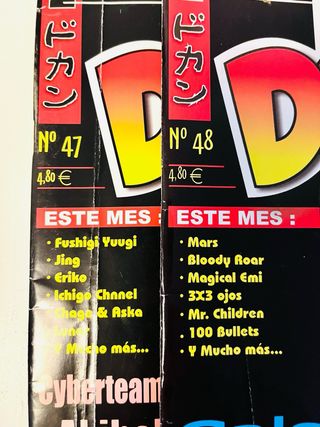 ドカン
Nº 47
4,80 €
D
ESTE MES :
· Fushigi Yuugi
· Jing
· Eriko
· Ichigo Chnnel
· Chage & Aska
· Y Mucho más...
Cyberteam
ドカン
Nº 48
4,80 €
D
ESTE MES :
· Mars
· Bloody Roar
· Magical Emi
· 3X3 ojos
· Mr. Children
· 100 Bullets
· Y Mucho más...